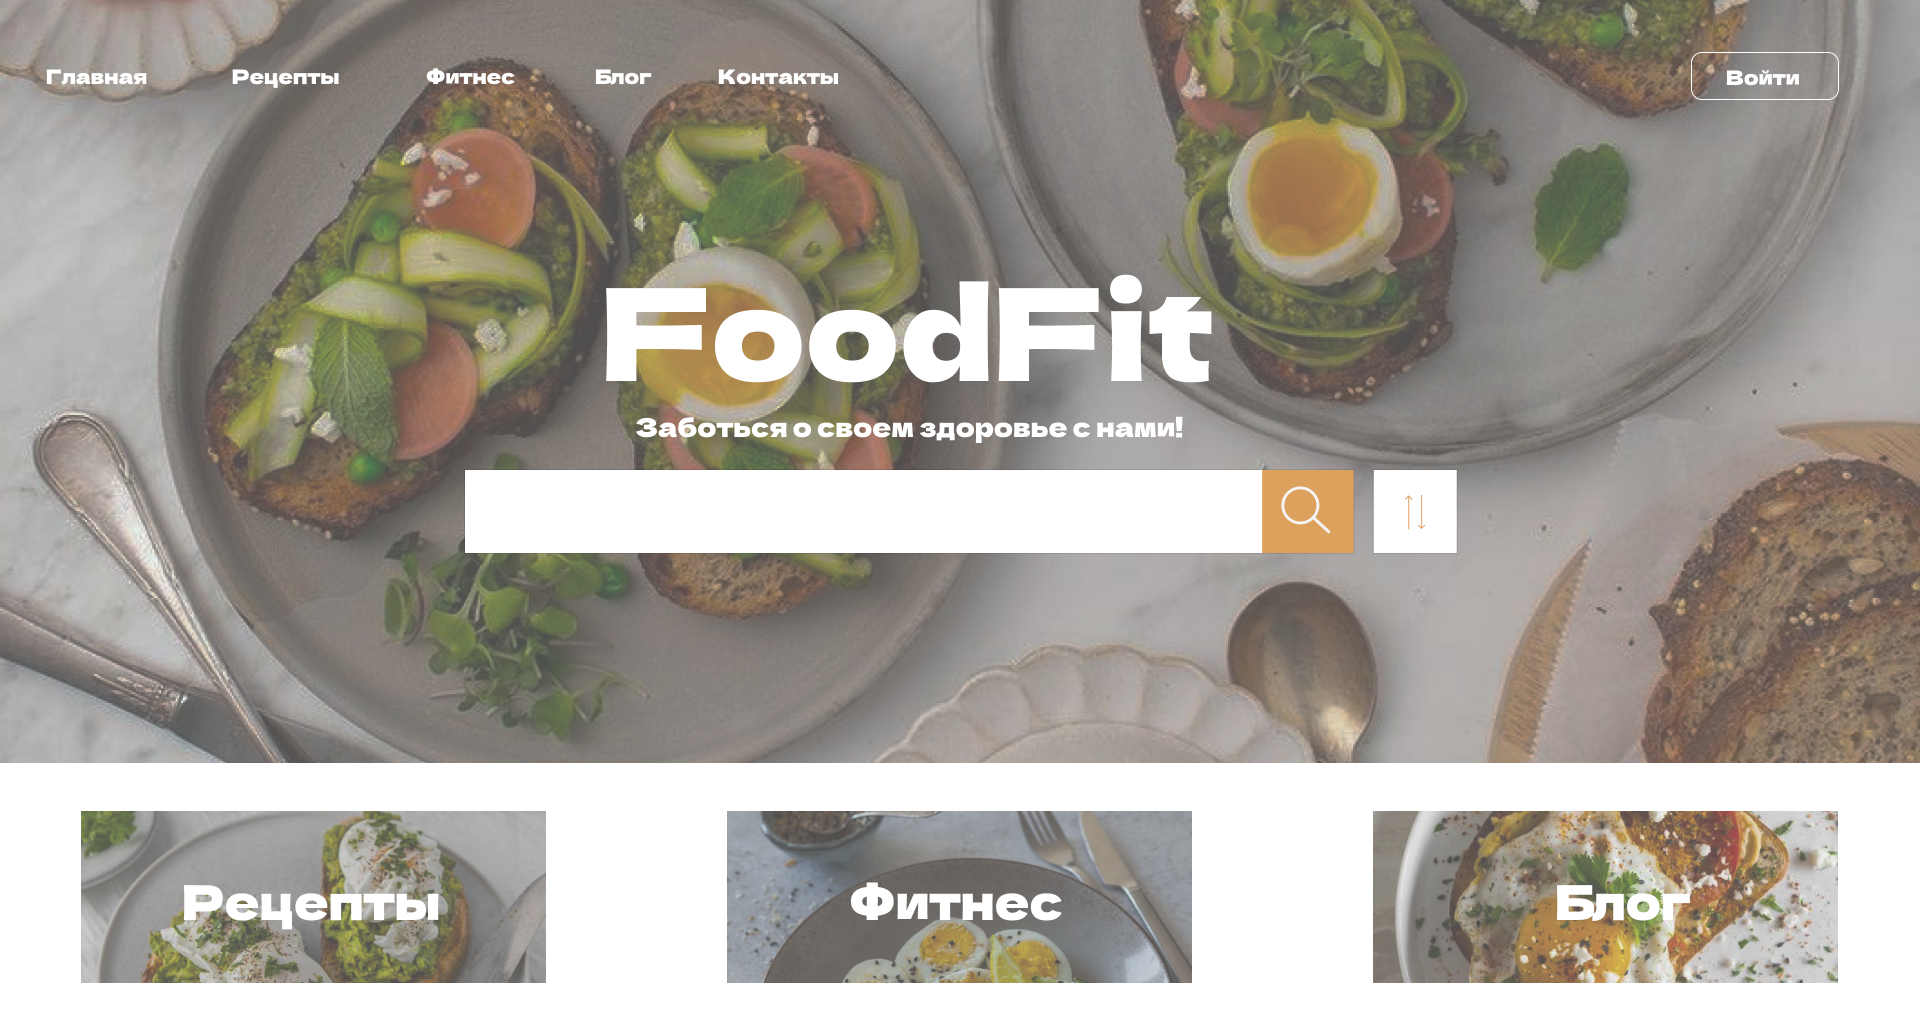 Главная Рецепты Фитнес Блог Контакты Войти
FoodFit
Заботься о своем здоровье с нами!
Рецепты Фитнес Блог